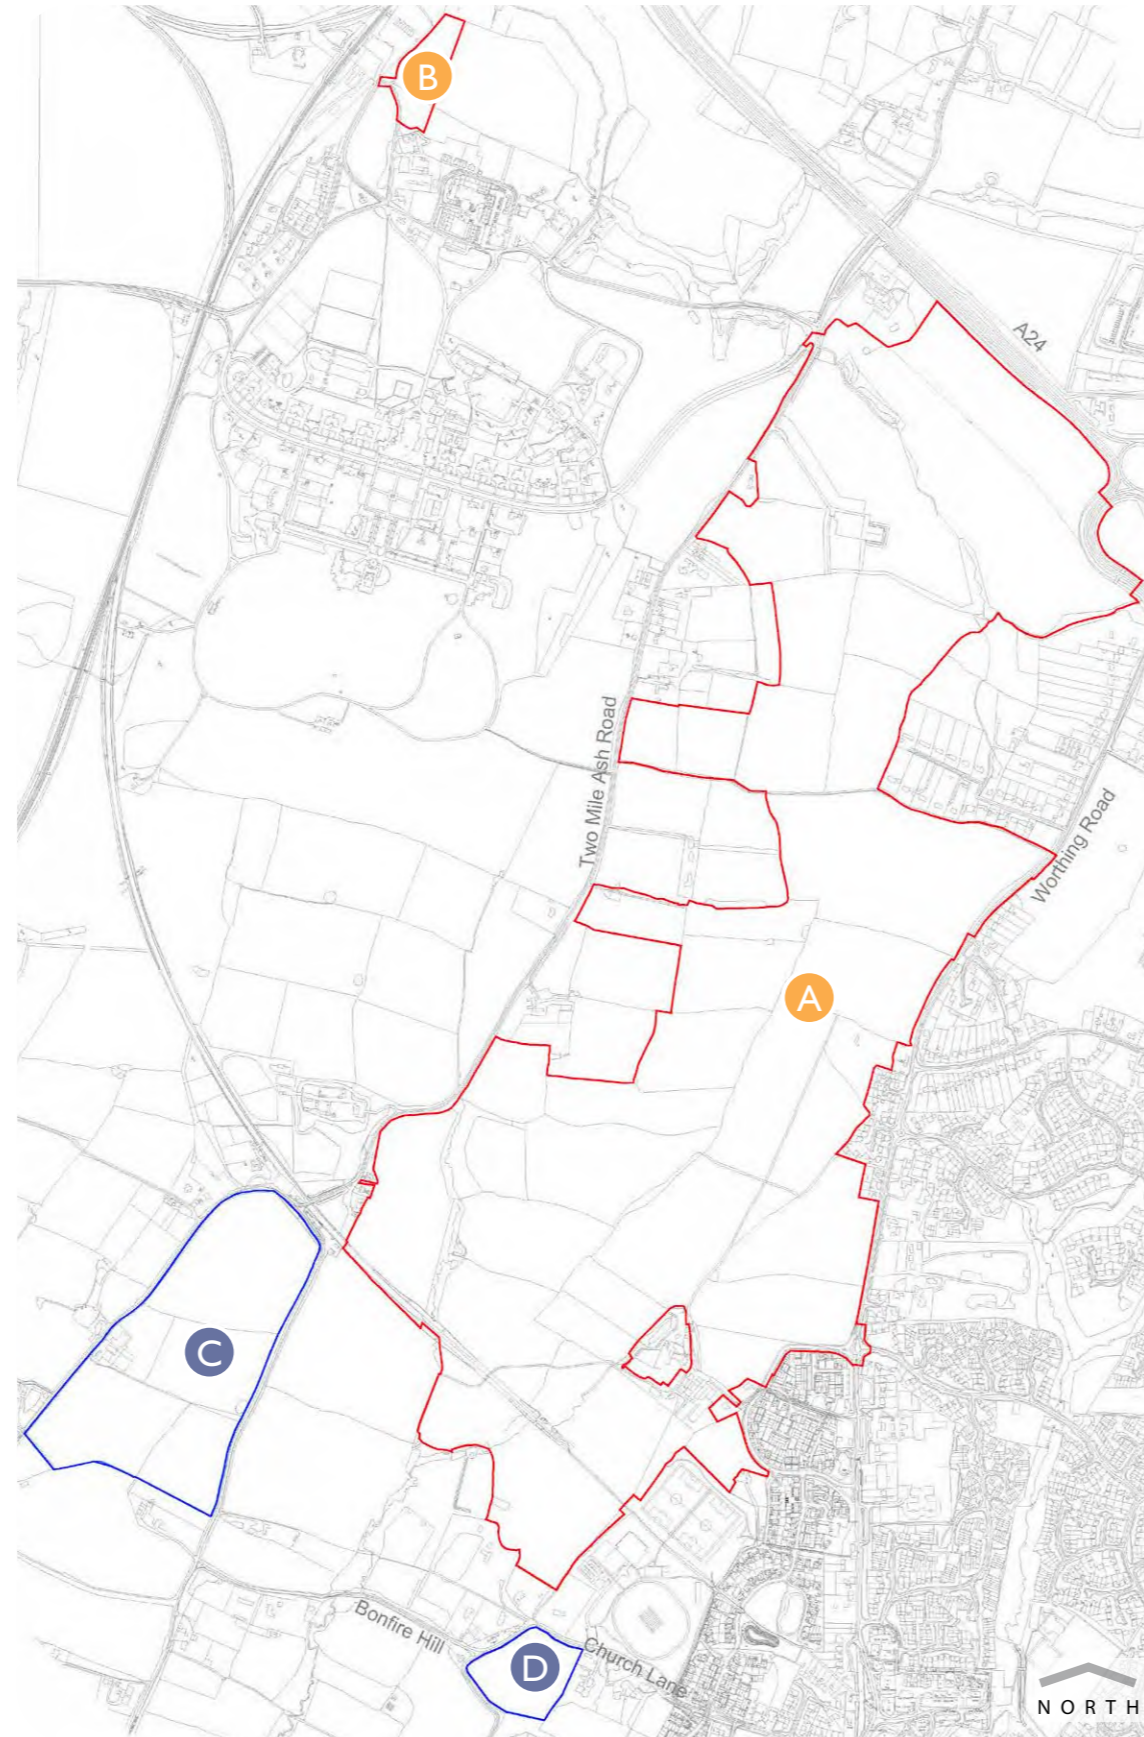 B
A24
Two Mile Ash Road
Worthing Road
A
C
Bonfire Hill
Church Lane
D
NORTH